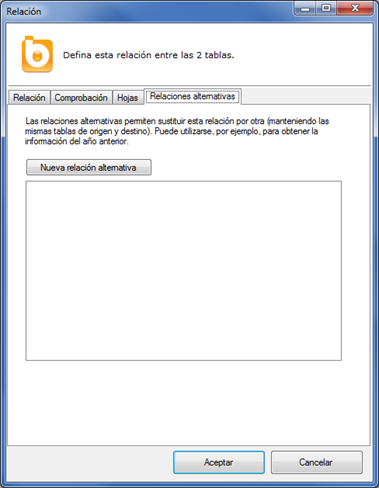 Relación
Defina esta relación entre las 2 tablas.
Relación Comprobación Hojas Relaciones alternativas
Las relaciones alternativas permiten sustituir esta relación por otra (manteniendo las
mismas tablas de origen y destino). Puede utilizarse, por ejemplo, para obtener la
información del año anterior.
Nueva relación alternativa
Aceptar Cancelar